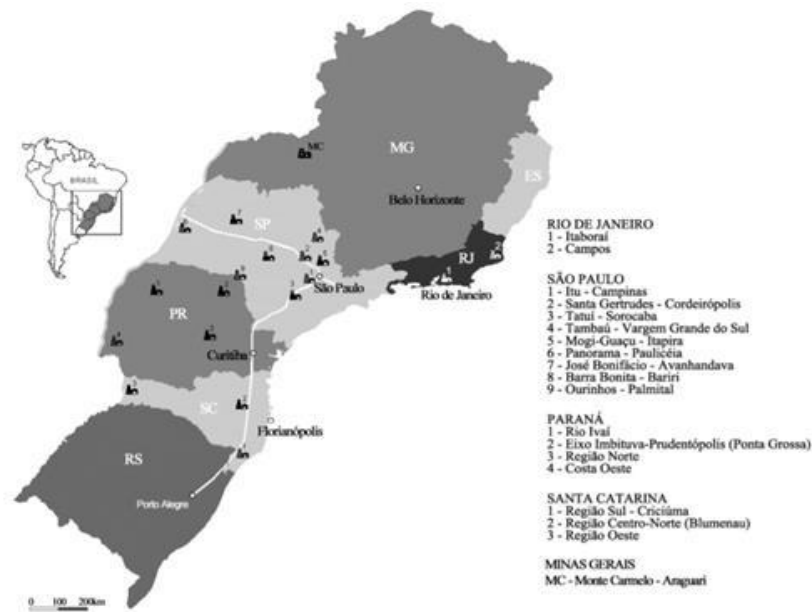 BRASIL
MC
MG
ES
Belo Horizonte
SP
RJ
São Paulo
Rio de Janeiro
PR
Curitiba
SC
Florianópolis
RS
Porto Alegre
0 100 200km
RIO DE JANEIRO
1 - Itaboraí
2 - Campos
SÃO PAULO
1 - Itu - Campinas
2 - Santa Gertrudes - Cordeirópolis
3 - Tatuí - Sorocaba
4 - Tambaú - Vargem Grande do Sul
5 - Mogi-Guaçu - Itapira
6 - Panorama - Paulicéia
7 - José Bonifácio - Avanhandava
8 - Barra Bonita - Bariri
9 - Ourinhos - Palmital
PARANÁ
1 - Rio Ivaí
2 - Eixo Imbituva-Prudentópolis (Ponta Grossa)
3 - Região Norte
4 - Costa Oeste
SANTA CATARINA
1 - Região Sul - Criciúma
2 - Região Centro-Norte (Blumenau)
3 - Região Oeste
MINAS GERAIS
MC - Monte Carmelo - Araguari